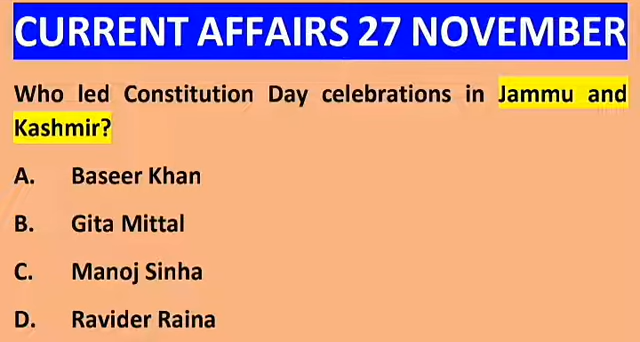 CURRENT AFFAIRS 27 NOVEMBER
Who led Constitution Day celebrations in Jammu and
Kashmir?
A. Baseer Khan
B. Gita Mittal
C. Manoj Sinha
D. Ravider Raina